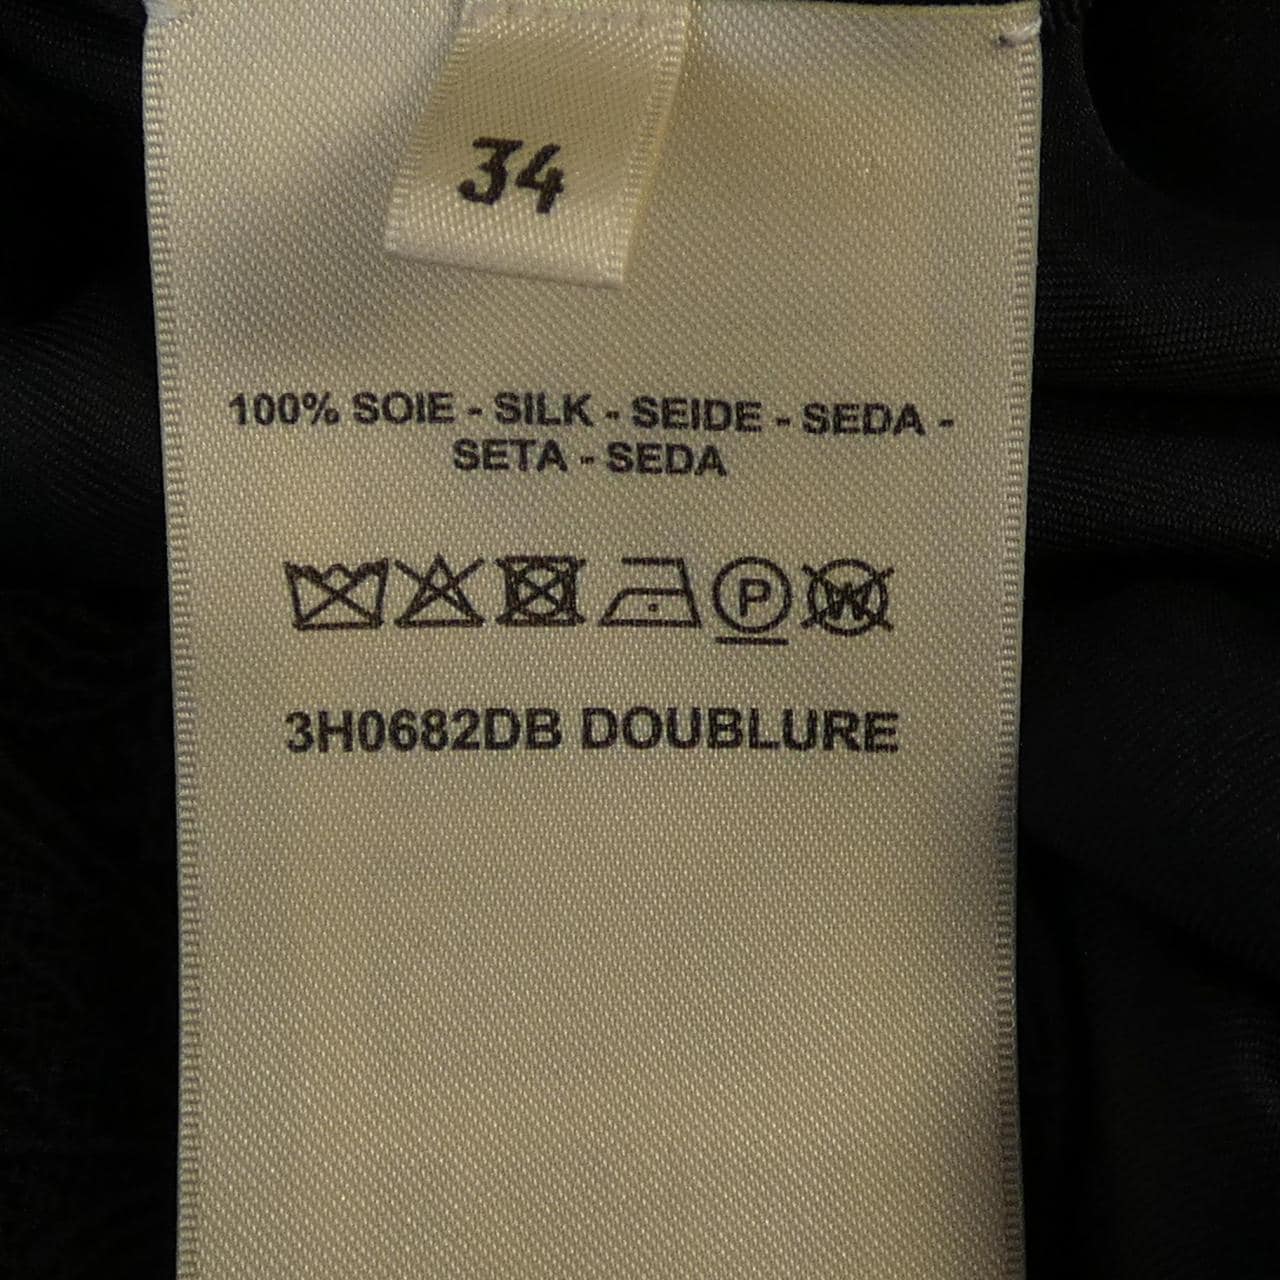 34
100% SOIE - SILK - SEIDE - SEDA -
SETA - SEDA
P W
3H0682DB DOUBLURE